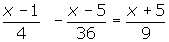 (x − 1)/4 − (x − 5)/36 = (x + 5)/9